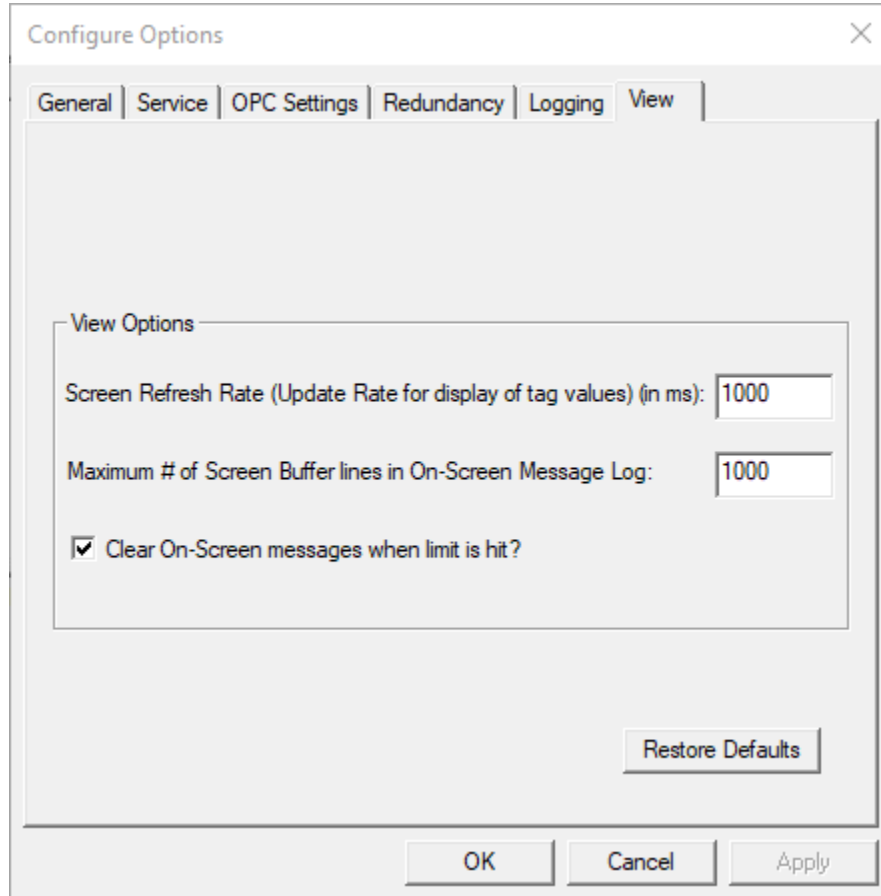 Configure Options
General Service OPC Settings Redundancy Logging View
View Options
Screen Refresh Rate (Update Rate for display of tag values) (in ms): 1000
Maximum # of Screen Buffer lines in On-Screen Message Log: 1000
Clear On-Screen messages when limit is hit?
Restore Defaults
OK Cancel Apply